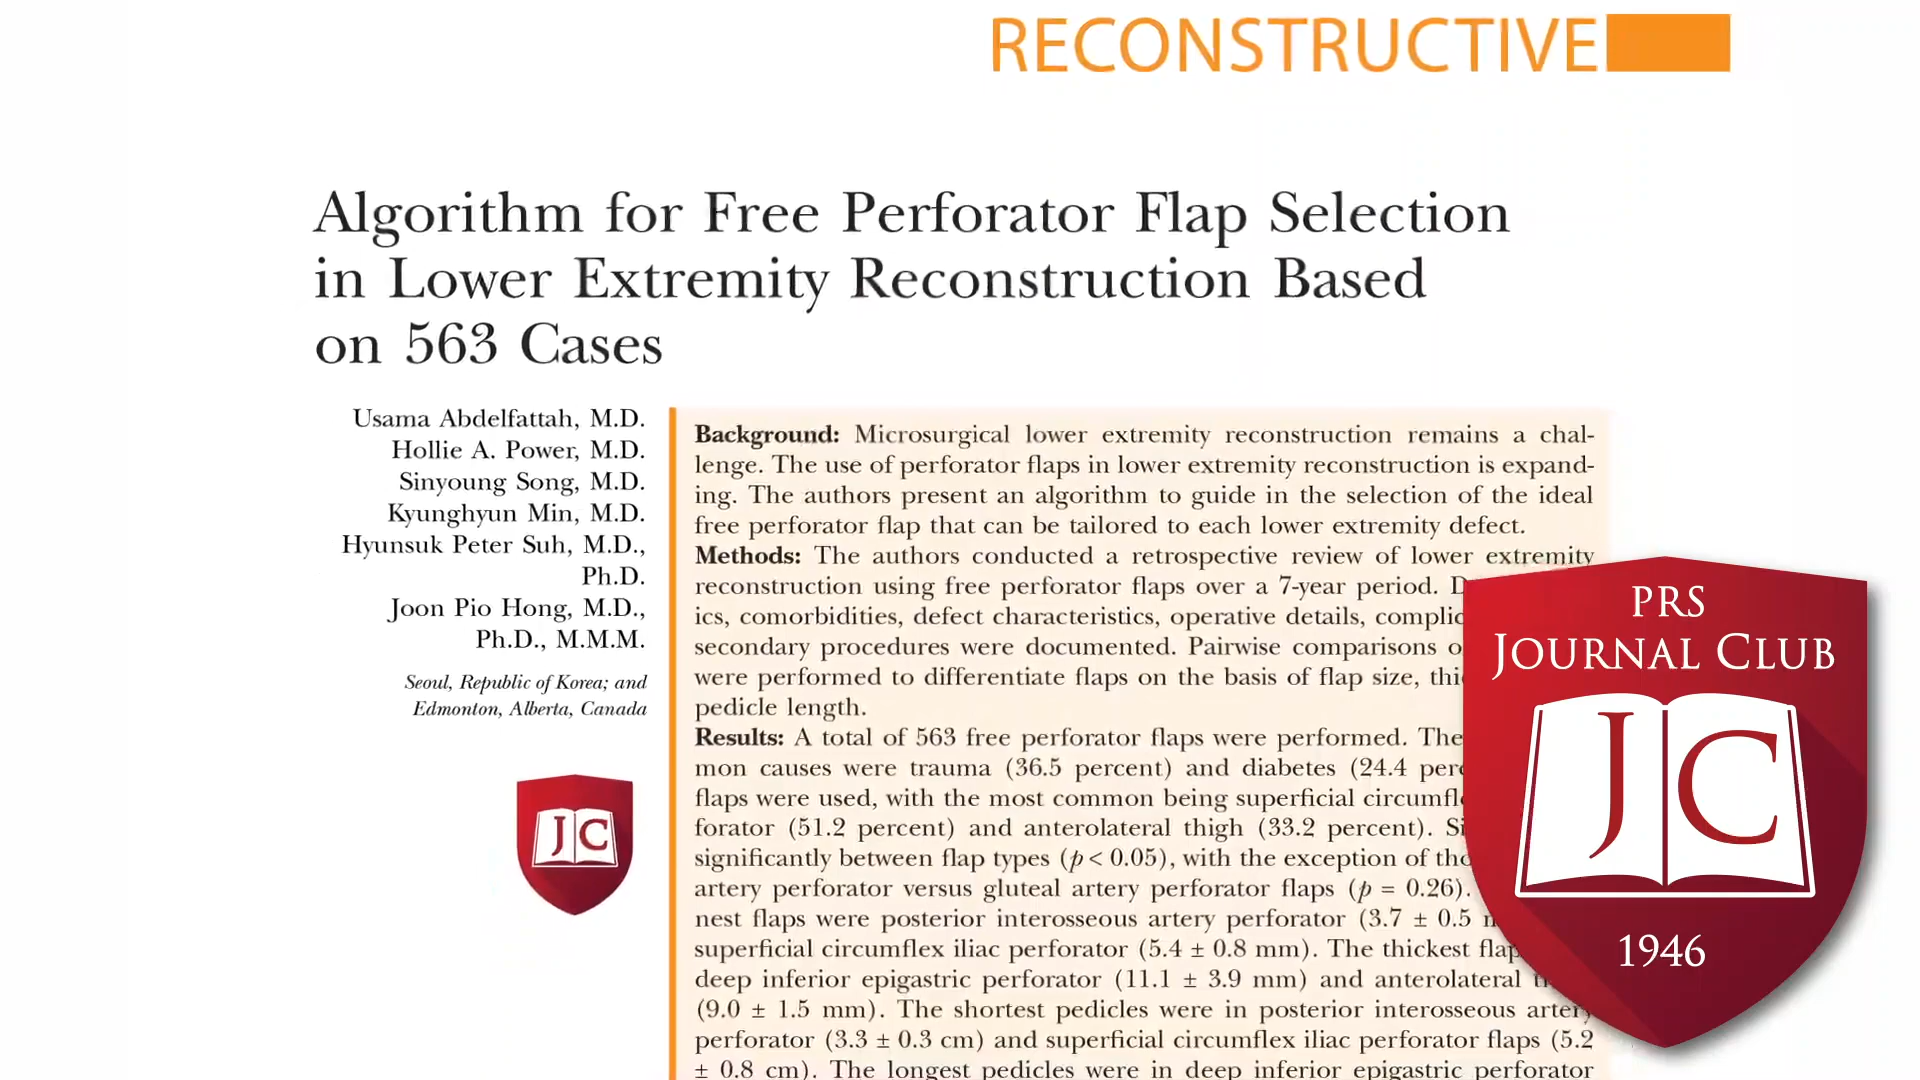 RECONSTRUCTIVE
Algorithm for Free Perforator Flap Selection
in Lower Extremity Reconstruction Based
on 563 Cases
Usama Abdelfattah, M.D.
Hollie A. Power, M.D.
Sinyoung Song, M.D.
Kyunghyun Min, M.D.
Hyunsuk Peter Suh, M.D.,
Ph.D.
Joon Pio Hong, M.D.,
Ph.D., M.M.M.
Seoul, Republic of Korea; and
Edmonton, Alberta, Canada
JC
Background: Microsurgical lower extremity reconstruction remains a chal-
lenge. The use of perforator flaps in lower extremity reconstruction is expand-
ing. The authors present an algorithm to guide in the selection of the ideal
free perforator flap that can be tailored to each lower extremity defect.
Methods: The authors conducted a retrospective review of lower extremity
reconstruction using free perforator flaps over a 7-year period.
ics, comorbidities, defect characteristics, operative details,
secondary procedures were documented. Pairwise comparisons
were performed to differentiate flaps on the basis of flap size,
pedicle length.
Results: A total of 563 free perforator flaps were performed. The
mon causes were trauma (36.5 percent) and diabetes (24.4
flaps were used, with the most common being superficial
forator (51.2 percent) and anterolateral thigh (33.2 percent).
significantly between flap types (p < 0.05), with the exception of
artery perforator versus gluteal artery perforator flaps (p = 0.26).
nest flaps were posterior interosseous artery perforator (3.7 ± 0.5
superficial circumflex iliac perforator (5.4 ± 0.8 mm). The thickest
deep inferior epigastric perforator (11.1 ± 3.9 mm) and anterolateral
(9.0 ± 1.5 mm). The shortest pedicles were in posterior interosseous artery
perforator (3.3 ± 0.3 cm) and superficial circumflex iliac perforator flaps (5.2
± 0.8 cm). The longest pedicles were in deep inferior epigastric perforator
PRS
JOURNAL CLUB
JC
1946